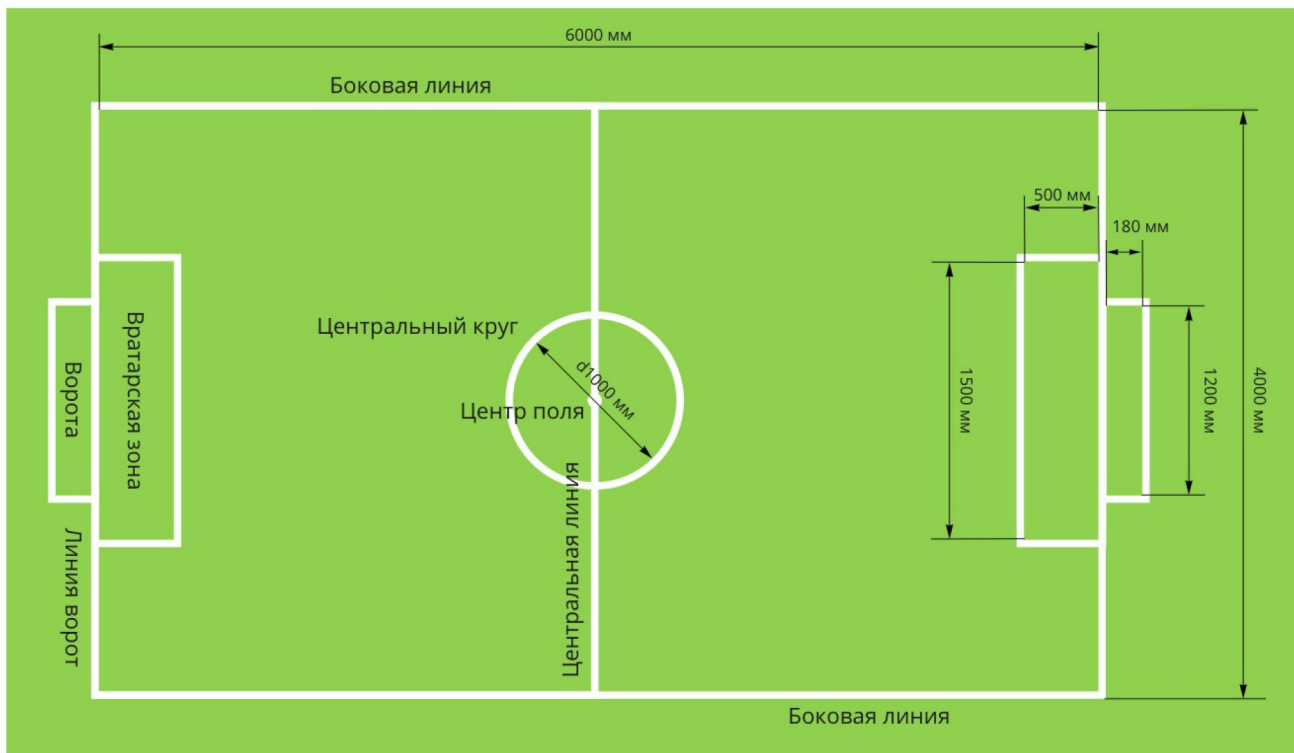 6000 мм
Боковая линия
500 мм
180 мм
Центральный круг
d1000 мм
Центр поля
Вратарская зона
Ворота
1500 мм
1200 мм
4000 мм
Центральная линия
Линия ворот
Боковая линия